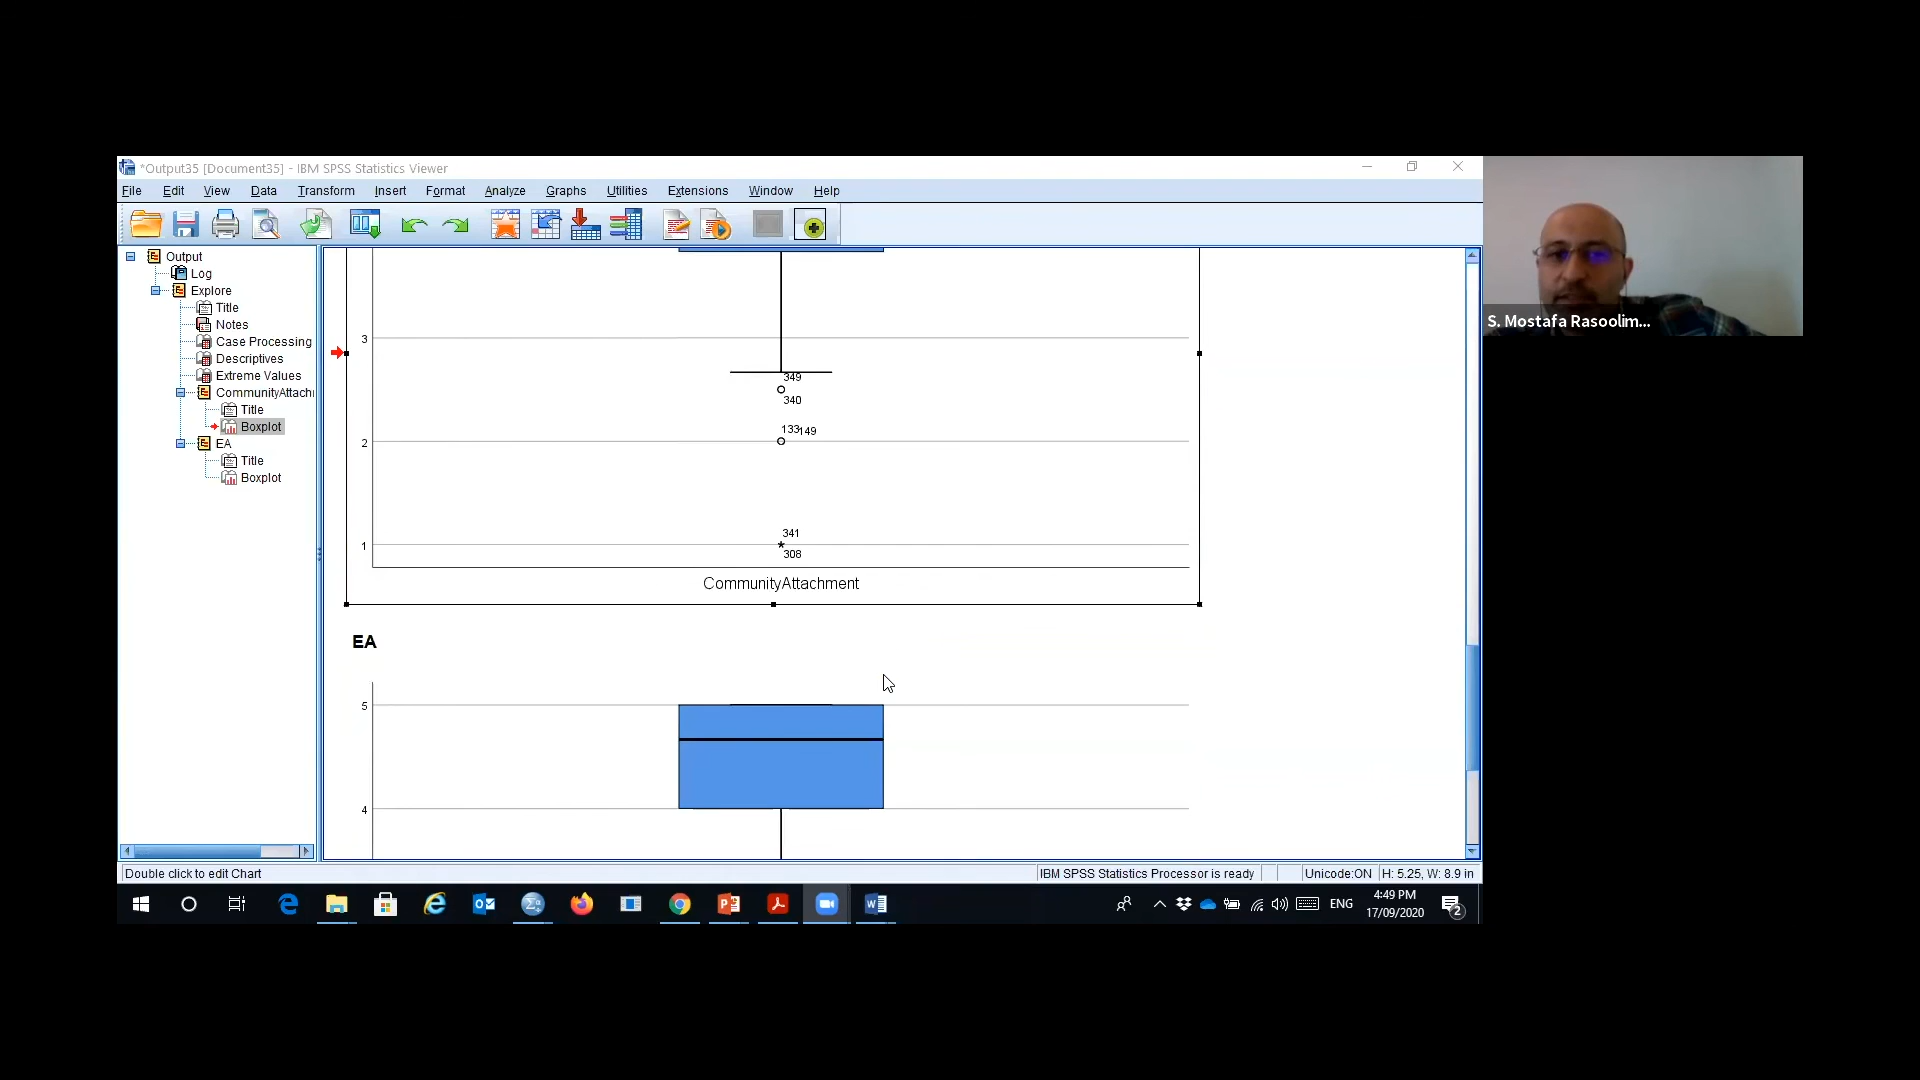 *Output35 [Document35] - IBM SPSS Statistics Viewer
File Edit View Data Transform Insert Format Analyze Graphs Utilities Extensions Window Help
Output
Log
Explore
Title
Notes
Case Processing
Descriptives
Extreme Values
CommunityAttach
Title
Boxplot
EA
Title
Boxplot
3
349
340
133 149
2
341
1
308
CommunityAttachment
EA
5
4
S. Mostafa Rasoolim...
Double click to edit Chart
IBM SPSS Statistics Processor is ready
Unicode:ON
H: 5.25, W: 8.9 in
ENG
4:49 PM
17/09/2020
2